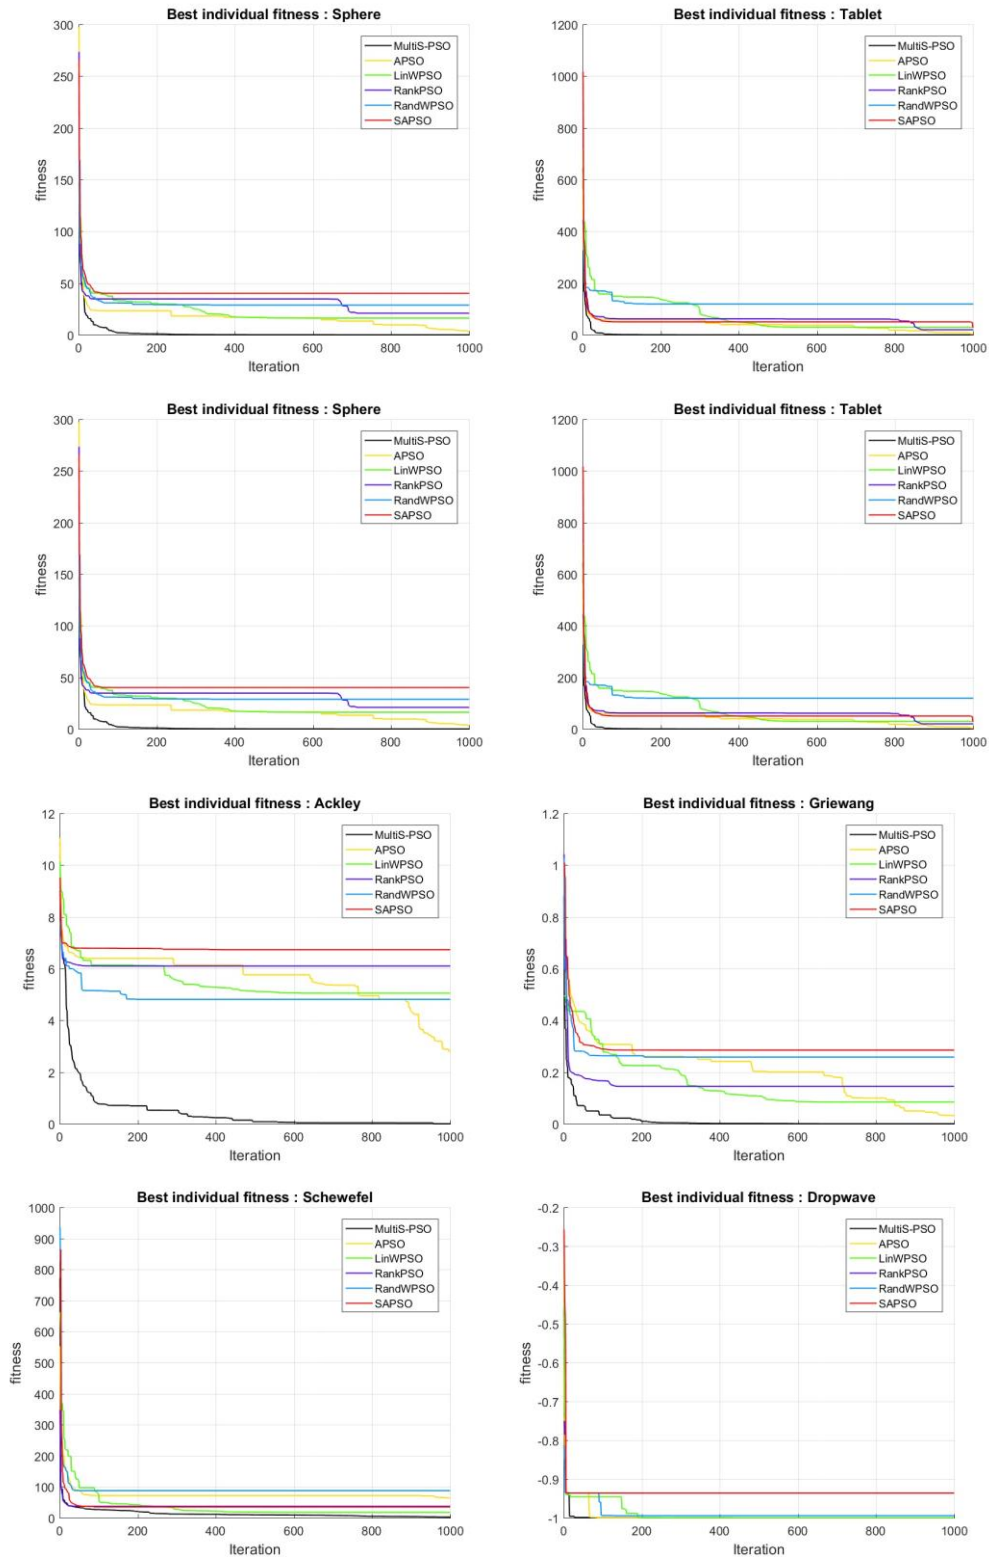 Best individual fitness : Sphere
300
250
200
150
100
50
0
fitness
0 200 400 600 800 1000
Iteration
MultiS-PSO
APSO
LinWPSO
RankPSO
RandWPSO
SAPSO
Best individual fitness : Tablet
1200
1000
800
600
400
200
0
fitness
0 200 400 600 800 1000
Iteration
MultiS-PSO
APSO
LinWPSO
RankPSO
RandWPSO
SAPSO
Best individual fitness : Sphere
300
250
200
150
100
50
0
fitness
0 200 400 600 800 1000
Iteration
MultiS-PSO
APSO
LinWPSO
RankPSO
RandWPSO
SAPSO
Best individual fitness : Tablet
1200
1000
800
600
400
200
0
fitness
0 200 400 600 800 1000
Iteration
MultiS-PSO
APSO
LinWPSO
RankPSO
RandWPSO
SAPSO
Best individual fitness : Ackley
12
10
8
6
4
2
0
fitness
0 200 400 600 800 1000
Iteration
MultiS-PSO
APSO
LinWPSO
RankPSO
RandWPSO
SAPSO
Best individual fitness : Griewang
1.2
1
0.8
0.6
0.4
0.2
0
fitness
0 200 400 600 800 1000
Iteration
MultiS-PSO
APSO
LinWPSO
RankPSO
RandWPSO
SAPSO
Best individual fitness : Schewefel
1000
900
800
700
600
500
400
300
200
100
0
fitness
0 200 400 600 800 1000
Iteration
MultiS-PSO
APSO
LinWPSO
RankPSO
RandWPSO
SAPSO
Best individual fitness : Dropwave
-0.2
-0.3
-0.4
-0.5
-0.6
-0.7
-0.8
-0.9
-1
fitness
0 200 400 600 800 1000
Iteration
MultiS-PSO
APSO
LinWPSO
RankPSO
RandWPSO
SAPSO